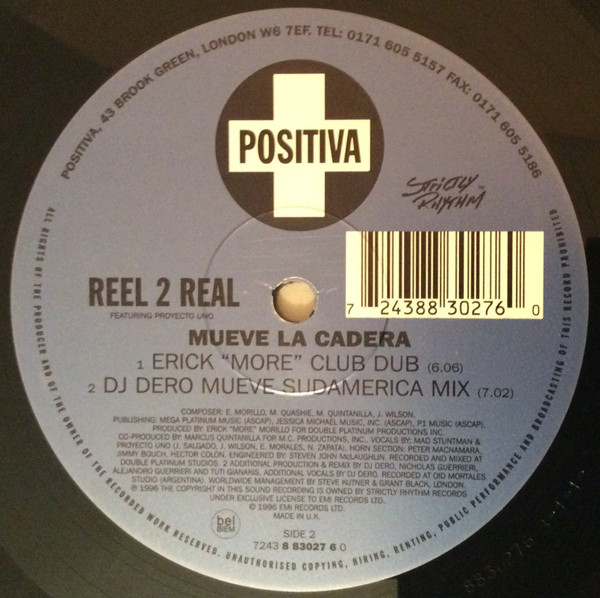 POSITIVA, 43 BROOK GREEN, LONDON W6 7EF. TEL: 0171 605 5157 FAX: 0171 605 5186
POSITIVA
STRICTLY
RHYTHM ™
REEL 2 REAL
FEATURING PROYECTO UNO
7 24388 30276 0
MUEVE LA CADERA
1 ERICK "MORE" CLUB DUB (6.06)
2 DJ DERO MUEVE SUDAMERICA MIX (7.02)
COMPOSER: E. MORILLO, M. QUASHIE, M. QUINTANILLA, J. WILSON.
PUBLISHING: MEGA PLATINUM MUSIC (ASCAP), JESSICA MICHAEL MUSIC, INC. (ASCAP), P1 MUSIC (ASCAP).
PRODUCED BY: ERICK "MORE" MORILLO FOR DOUBLE PLATINUM PRODUCTIONS INC.
CO-PRODUCED BY: MARCUS QUINTANILLA FOR M.C. PRODUCTIONS, INC. VOCALS BY: MAD STUNTMAN &
PROYECTO UNO (J. SALGADO, J. WILSON, E. MORALES, N. ZAPATA). HORN SECTION: PETER MACNAMARA,
JIMMY BOUCH, HECTOR COLON. ENGINEERED BY: STEVEN JOHN McLAUGHLIN. RECORDED AND MIXED AT
DOUBLE PLATINUM STUDIOS. 2 ADDITIONAL PRODUCTION & REMIX BY DJ DERO, NICHOLAS GUERRIERI,
ALEJANDRO GUERRIERI AND TUTI GIANAKIS. ADDITIONAL VOCALS BY DJ DERO. RECORDED AT OID MORTALES
STUDIO (ARGENTINA). WORLDWIDE MANAGEMENT BY STEVE KUTNER & GRANT BLACK, LONDON.
℗ 1996 THE COPYRIGHT IN THIS SOUND RECORDING IS OWNED BY STRICTLY RHYTHM RECORDS
UNDER EXCLUSIVE LICENSE TO EMI RECORDS LTD.
© 1996 EMI RECORDS LTD.
MADE IN U.K.
bel
BIEM
SIDE 2
7243 8 83027 6 0
ALL RIGHTS OF THE PRODUCER AND OF THE OWNER OF THE RECORDED WORK RESERVED. UNAUTHORISED COPYING, HIRING, RENTING, PUBLIC PERFORMANCE AND BROADCASTING OF THIS RECORD PROHIBITED